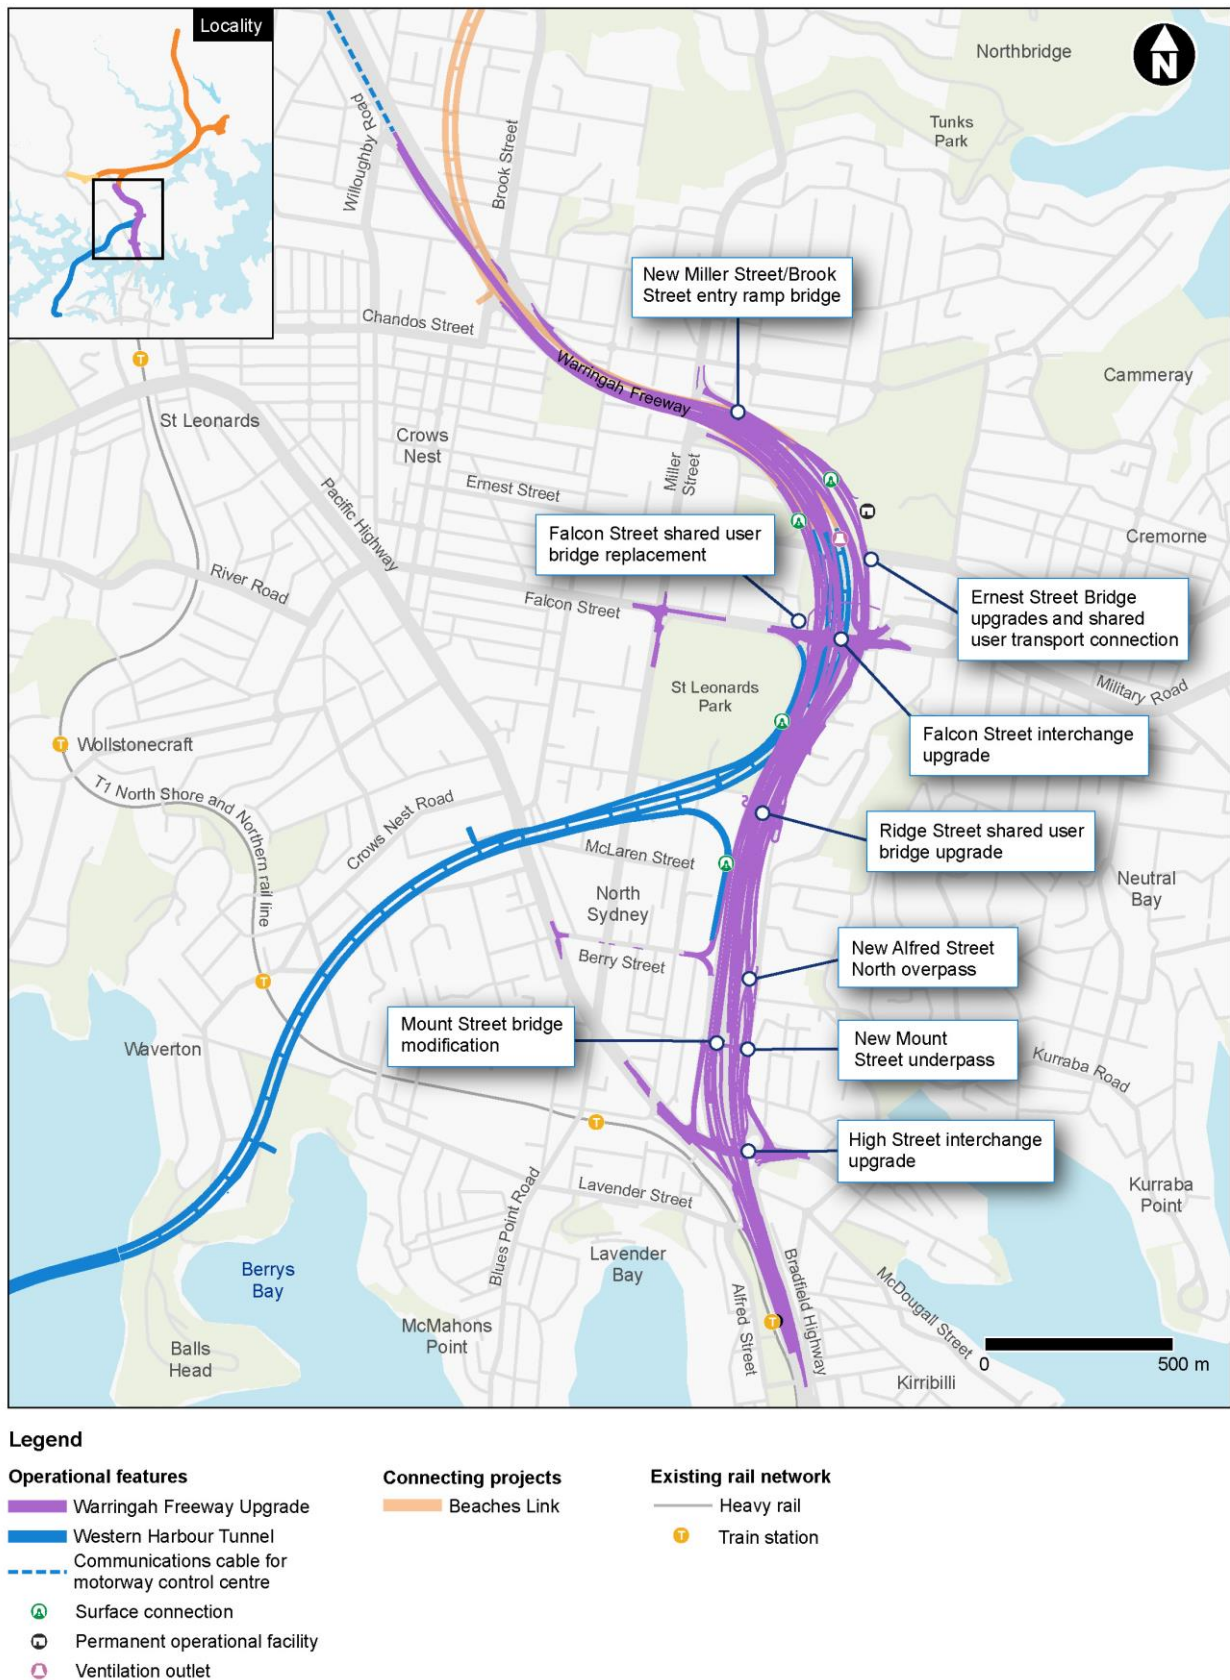 Locality
N
Northbridge
Tunks
Park
Willoughby Road
Brook Street
New Miller Street/Brook
Street entry ramp bridge
Chandos Street
Warringah Freeway
Cammeray
T
St Leonards
Crows
Nest
Miller
Street
Ernest Street
Pacific Highway
Falcon Street shared user
bridge replacement
Cremorne
River Road
Falcon Street
Ernest Street Bridge
upgrades and shared
user transport connection
St Leonards
Park
Military Road
Falcon Street interchange
upgrade
T
Wollstonecraft
T1 North Shore and Northern rail line
Crows Nest Road
McLaren Street
Ridge Street shared user
bridge upgrade
Neutral
Bay
North
Sydney
Berry Street
New Alfred Street
North overpass
T
Mount Street bridge
modification
Waverton
New Mount
Street underpass
Kurraba Road
T
High Street interchange
upgrade
Lavender Street
Blues Point Road
Kurraba
Point
Berrys
Bay
Lavender
Bay
Bradfield Highway
Alfred Street
McDougall Street
McMahons
Point
Balls
Head
T
0
500 m
Kirribilli
Legend
Operational features
Warringah Freeway Upgrade
Western Harbour Tunnel
Communications cable for
motorway control centre
Surface connection
Permanent operational facility
Ventilation outlet
Connecting projects
Beaches Link
Existing rail network
Heavy rail
T
Train station